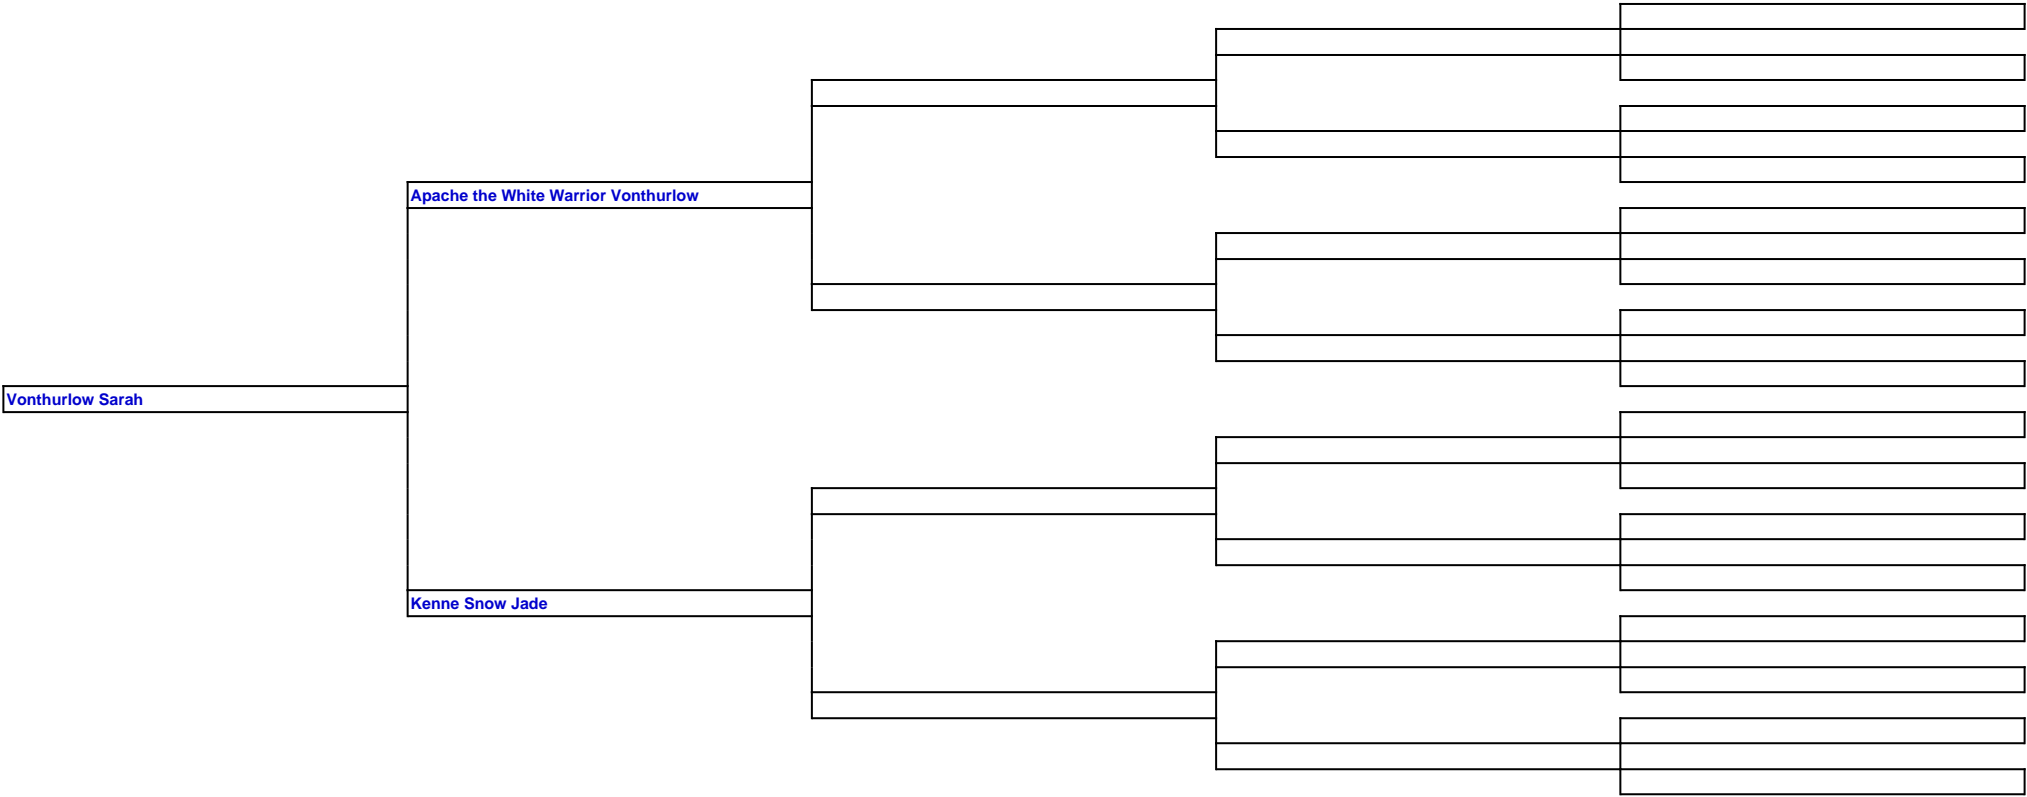 Apache the White Warrior Vonthurlow
Vonthurlow Sarah
Kenne Snow Jade